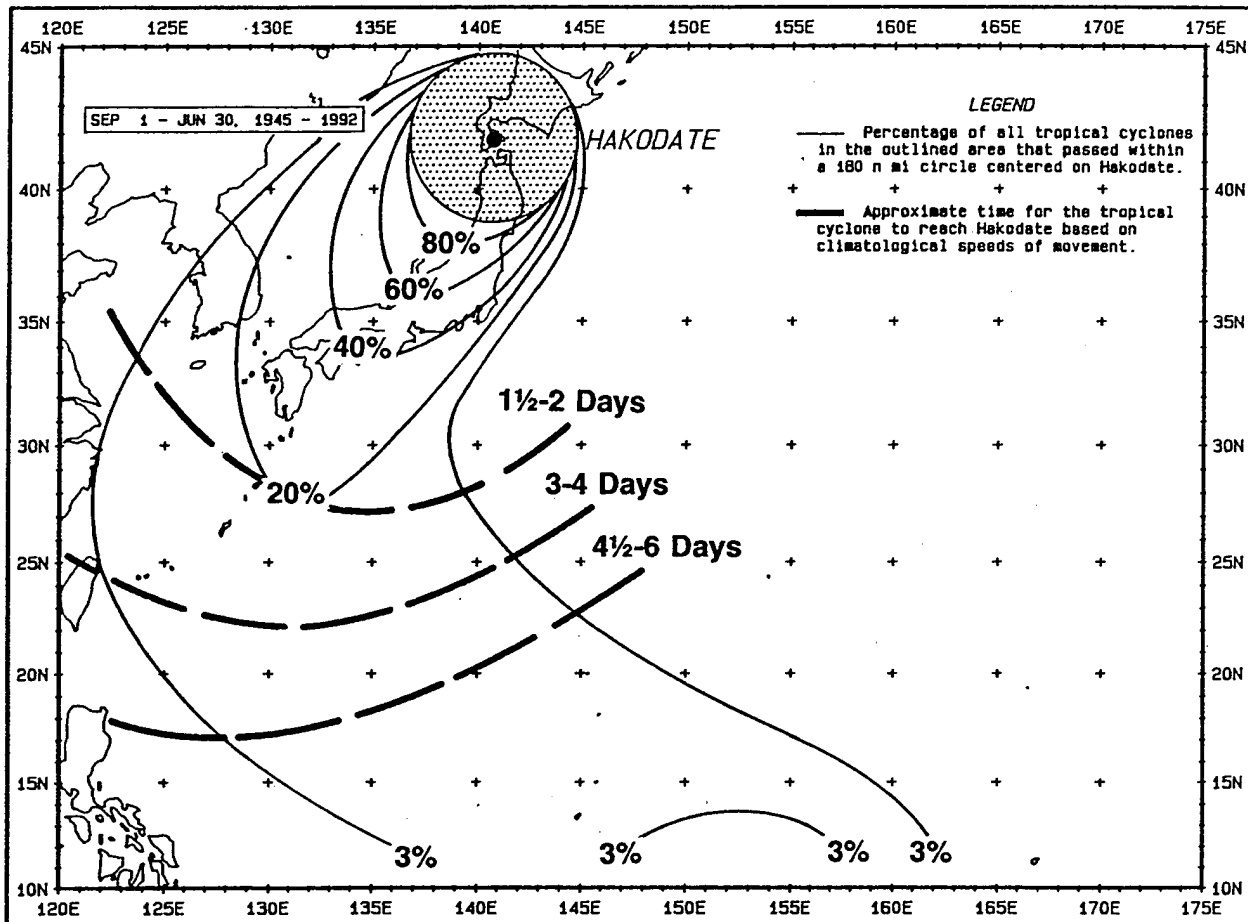 120E 125E 130E 135E 140E 145E 150E 155E 160E 165E 170E 175E
45N 45N
SEP 1 - JUN 30, 1945 - 1992
HAKODATE
LEGEND
Percentage of all tropical cyclones
in the outlined area that passed within
a 180 n mi circle centered on Hakodate.
Approximate time for the tropical
cyclone to reach Hakodate based on
climatological speeds of movement.
40N 40N
80%
60%
35N 35N
40%
1½-2 Days
30N 30N
20%
3-4 Days
4½-6 Days
25N 25N
20N 20N
15N 15N
3% 3% 3% 3%
10N 10N
120E 125E 130E 135E 140E 145E 150E 155E 160E 165E 170E 175E